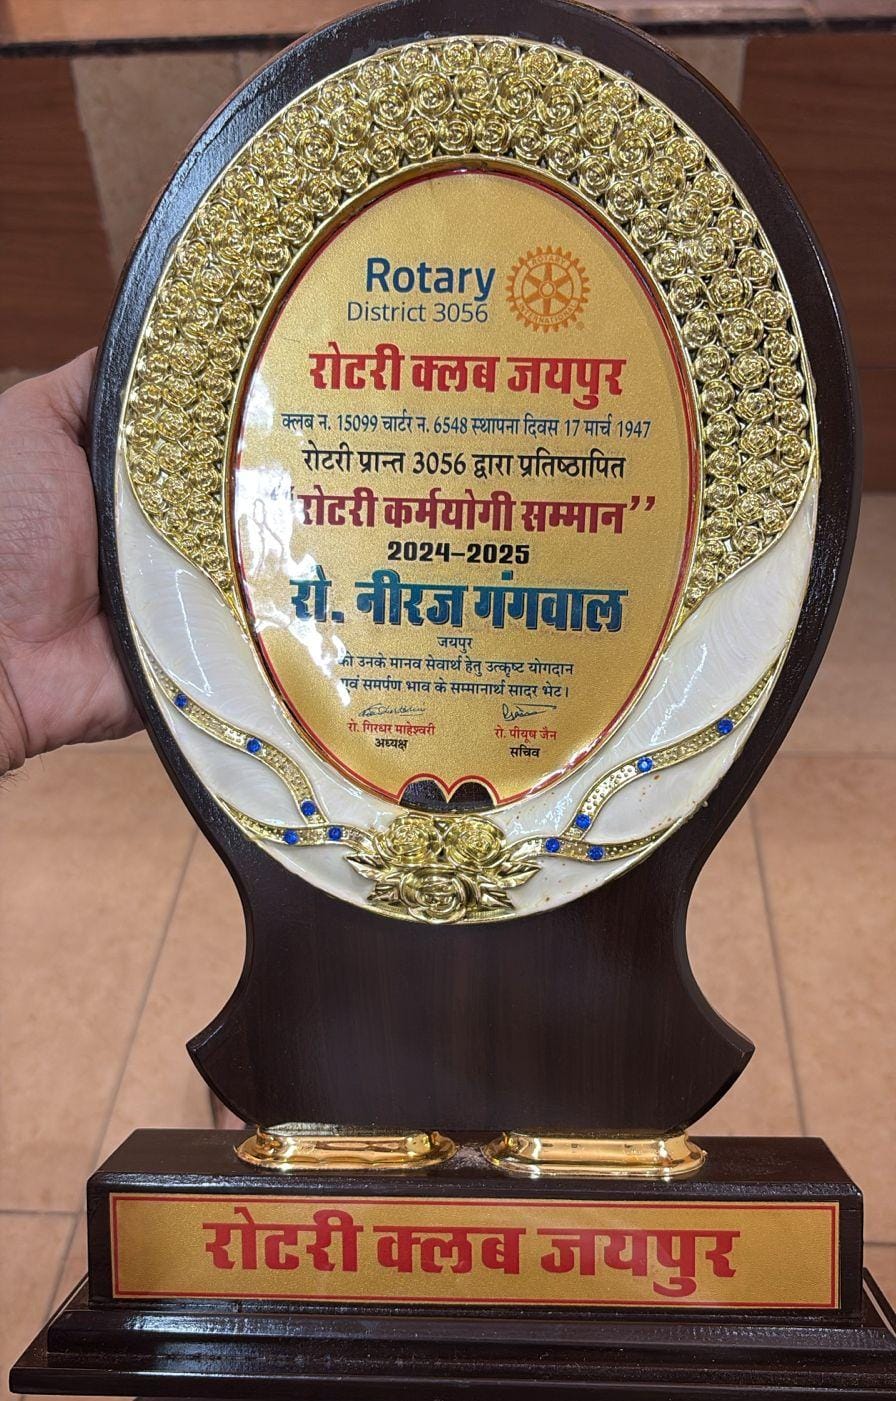 Rotary
District 3056
ROTARY INTERNATIONAL
रोटरी क्लब जयपुर
क्लब न. 15099 चार्टर न. 6548 स्थापना दिवस 17 मार्च 1947
रोटरी प्रान्त 3056 द्वारा प्रतिष्ठापित
"रोटरी कर्मयोगी सम्मान"
2024–2025
रो. नीरज गंगवाल
जयपुर
को उनके मानव सेवार्थ हेतु उत्कृष्ट योगदान
एवं समर्पण भाव के सम्मानार्थ सादर भेट।
रो. गिरधर माहेश्वरी
अध्यक्ष
रो. पीयूष जैन
सचिव
रोटरी क्लब जयपुर